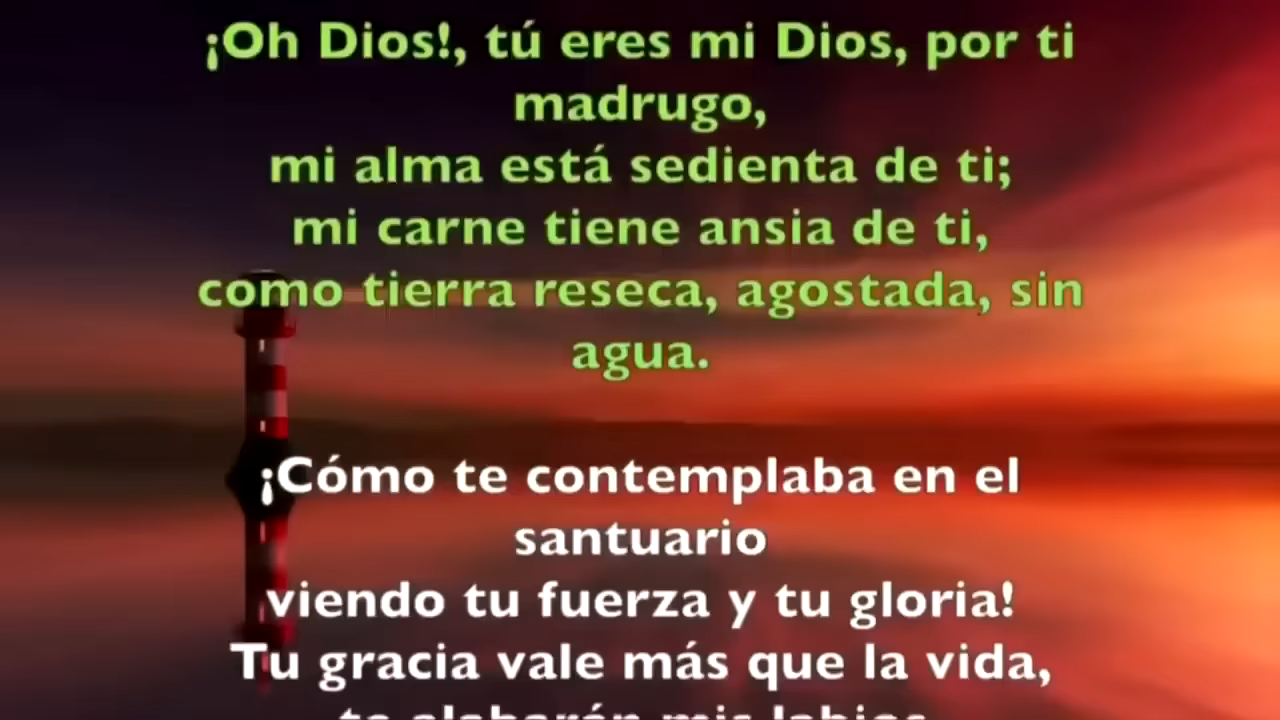 ¡Oh Dios!, tú eres mi Dios, por ti
madrugo,
mi alma está sedienta de ti;
mi carne tiene ansia de ti,
como tierra reseca, agostada, sin
agua.
¡Cómo te contemplaba en el
santuario
viendo tu fuerza y tu gloria!
Tu gracia vale más que la vida,
te alabarán mis labios.